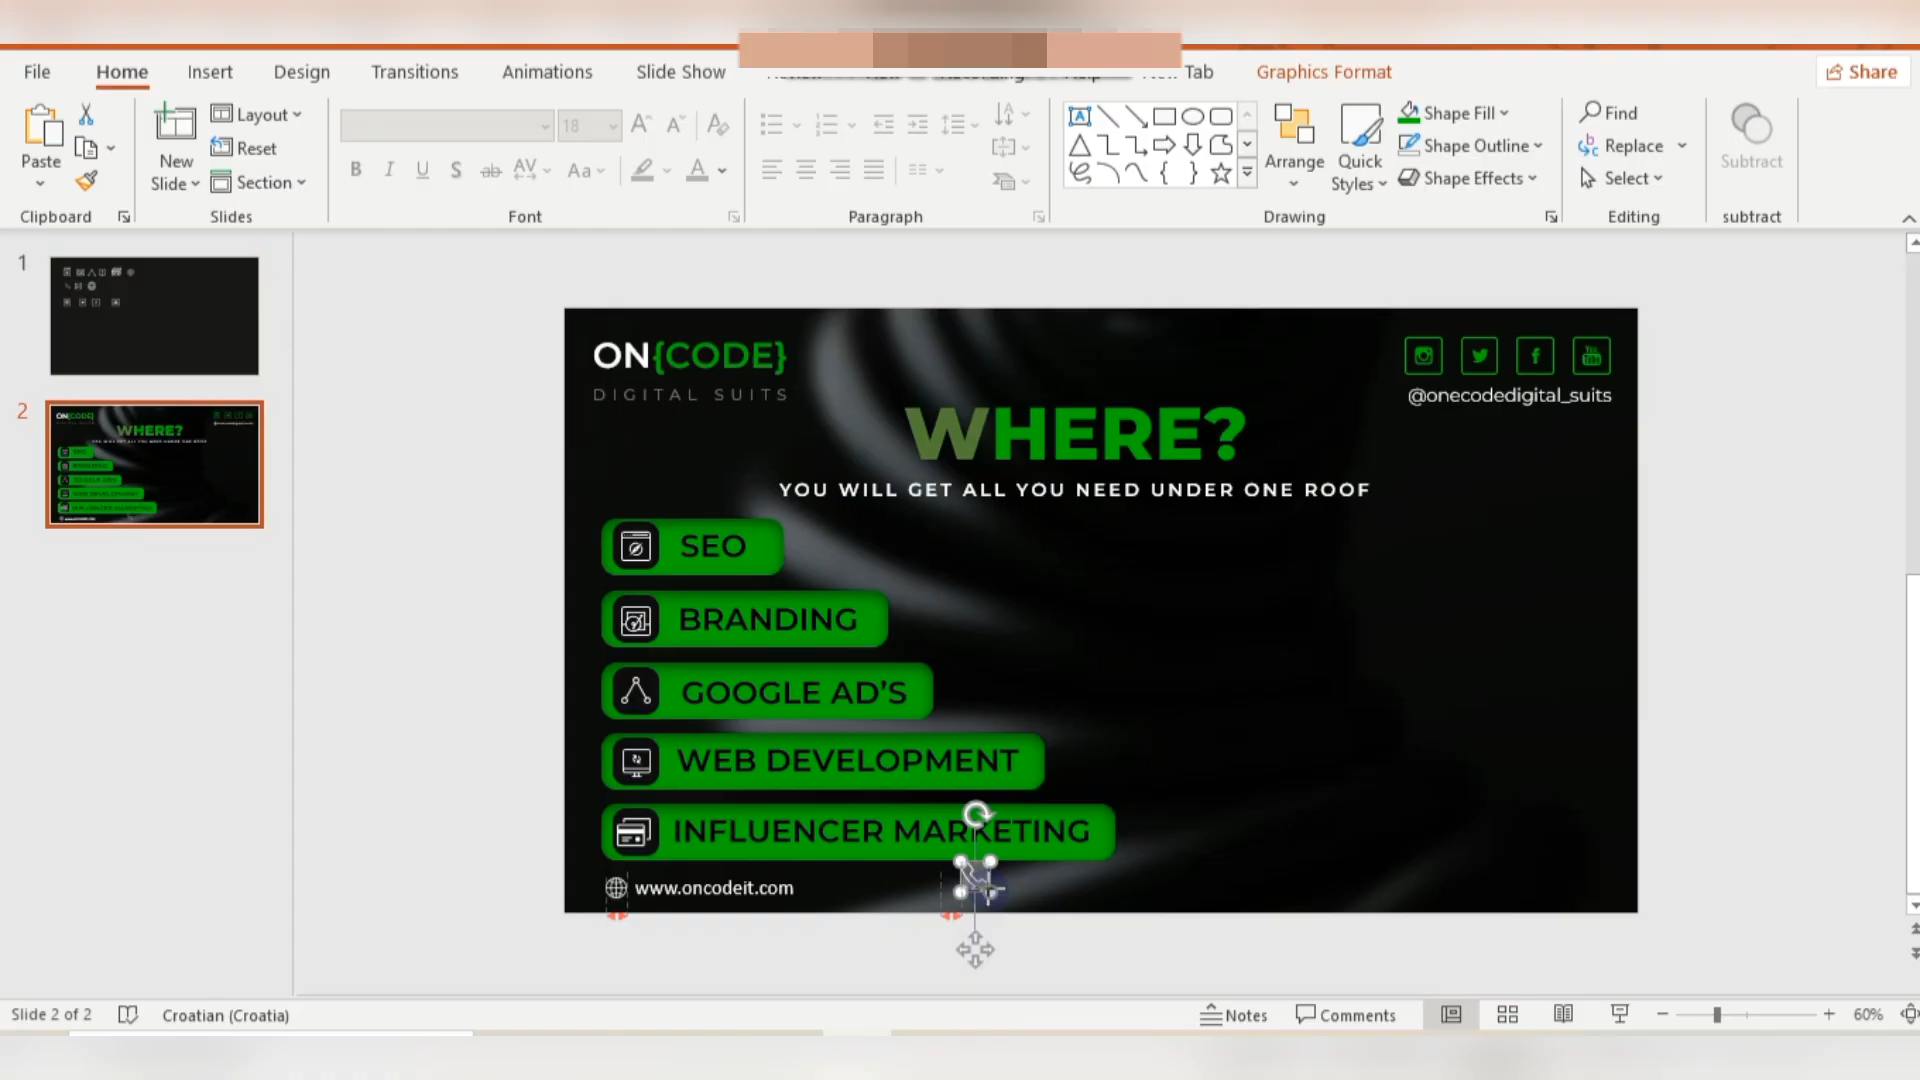 File Home Insert Design Transitions Animations Slide Show Tab Graphics Format Share
Paste
New Slide
Layout
Reset
Section
18
Arrange
Quick Styles
Shape Fill
Shape Outline
Shape Effects
Find
Replace
Select
Subtract
Clipboard Slides Font Paragraph Drawing Editing subtract
1
2
ON{CODE}
DIGITAL SUITS
@onecodedigital_suits
WHERE?
YOU WILL GET ALL YOU NEED UNDER ONE ROOF
SEO
BRANDING
GOOGLE AD'S
WEB DEVELOPMENT
INFLUENCER MARKETING
www.oncodeit.com
Slide 2 of 2 Croatian (Croatia) Notes Comments 60%